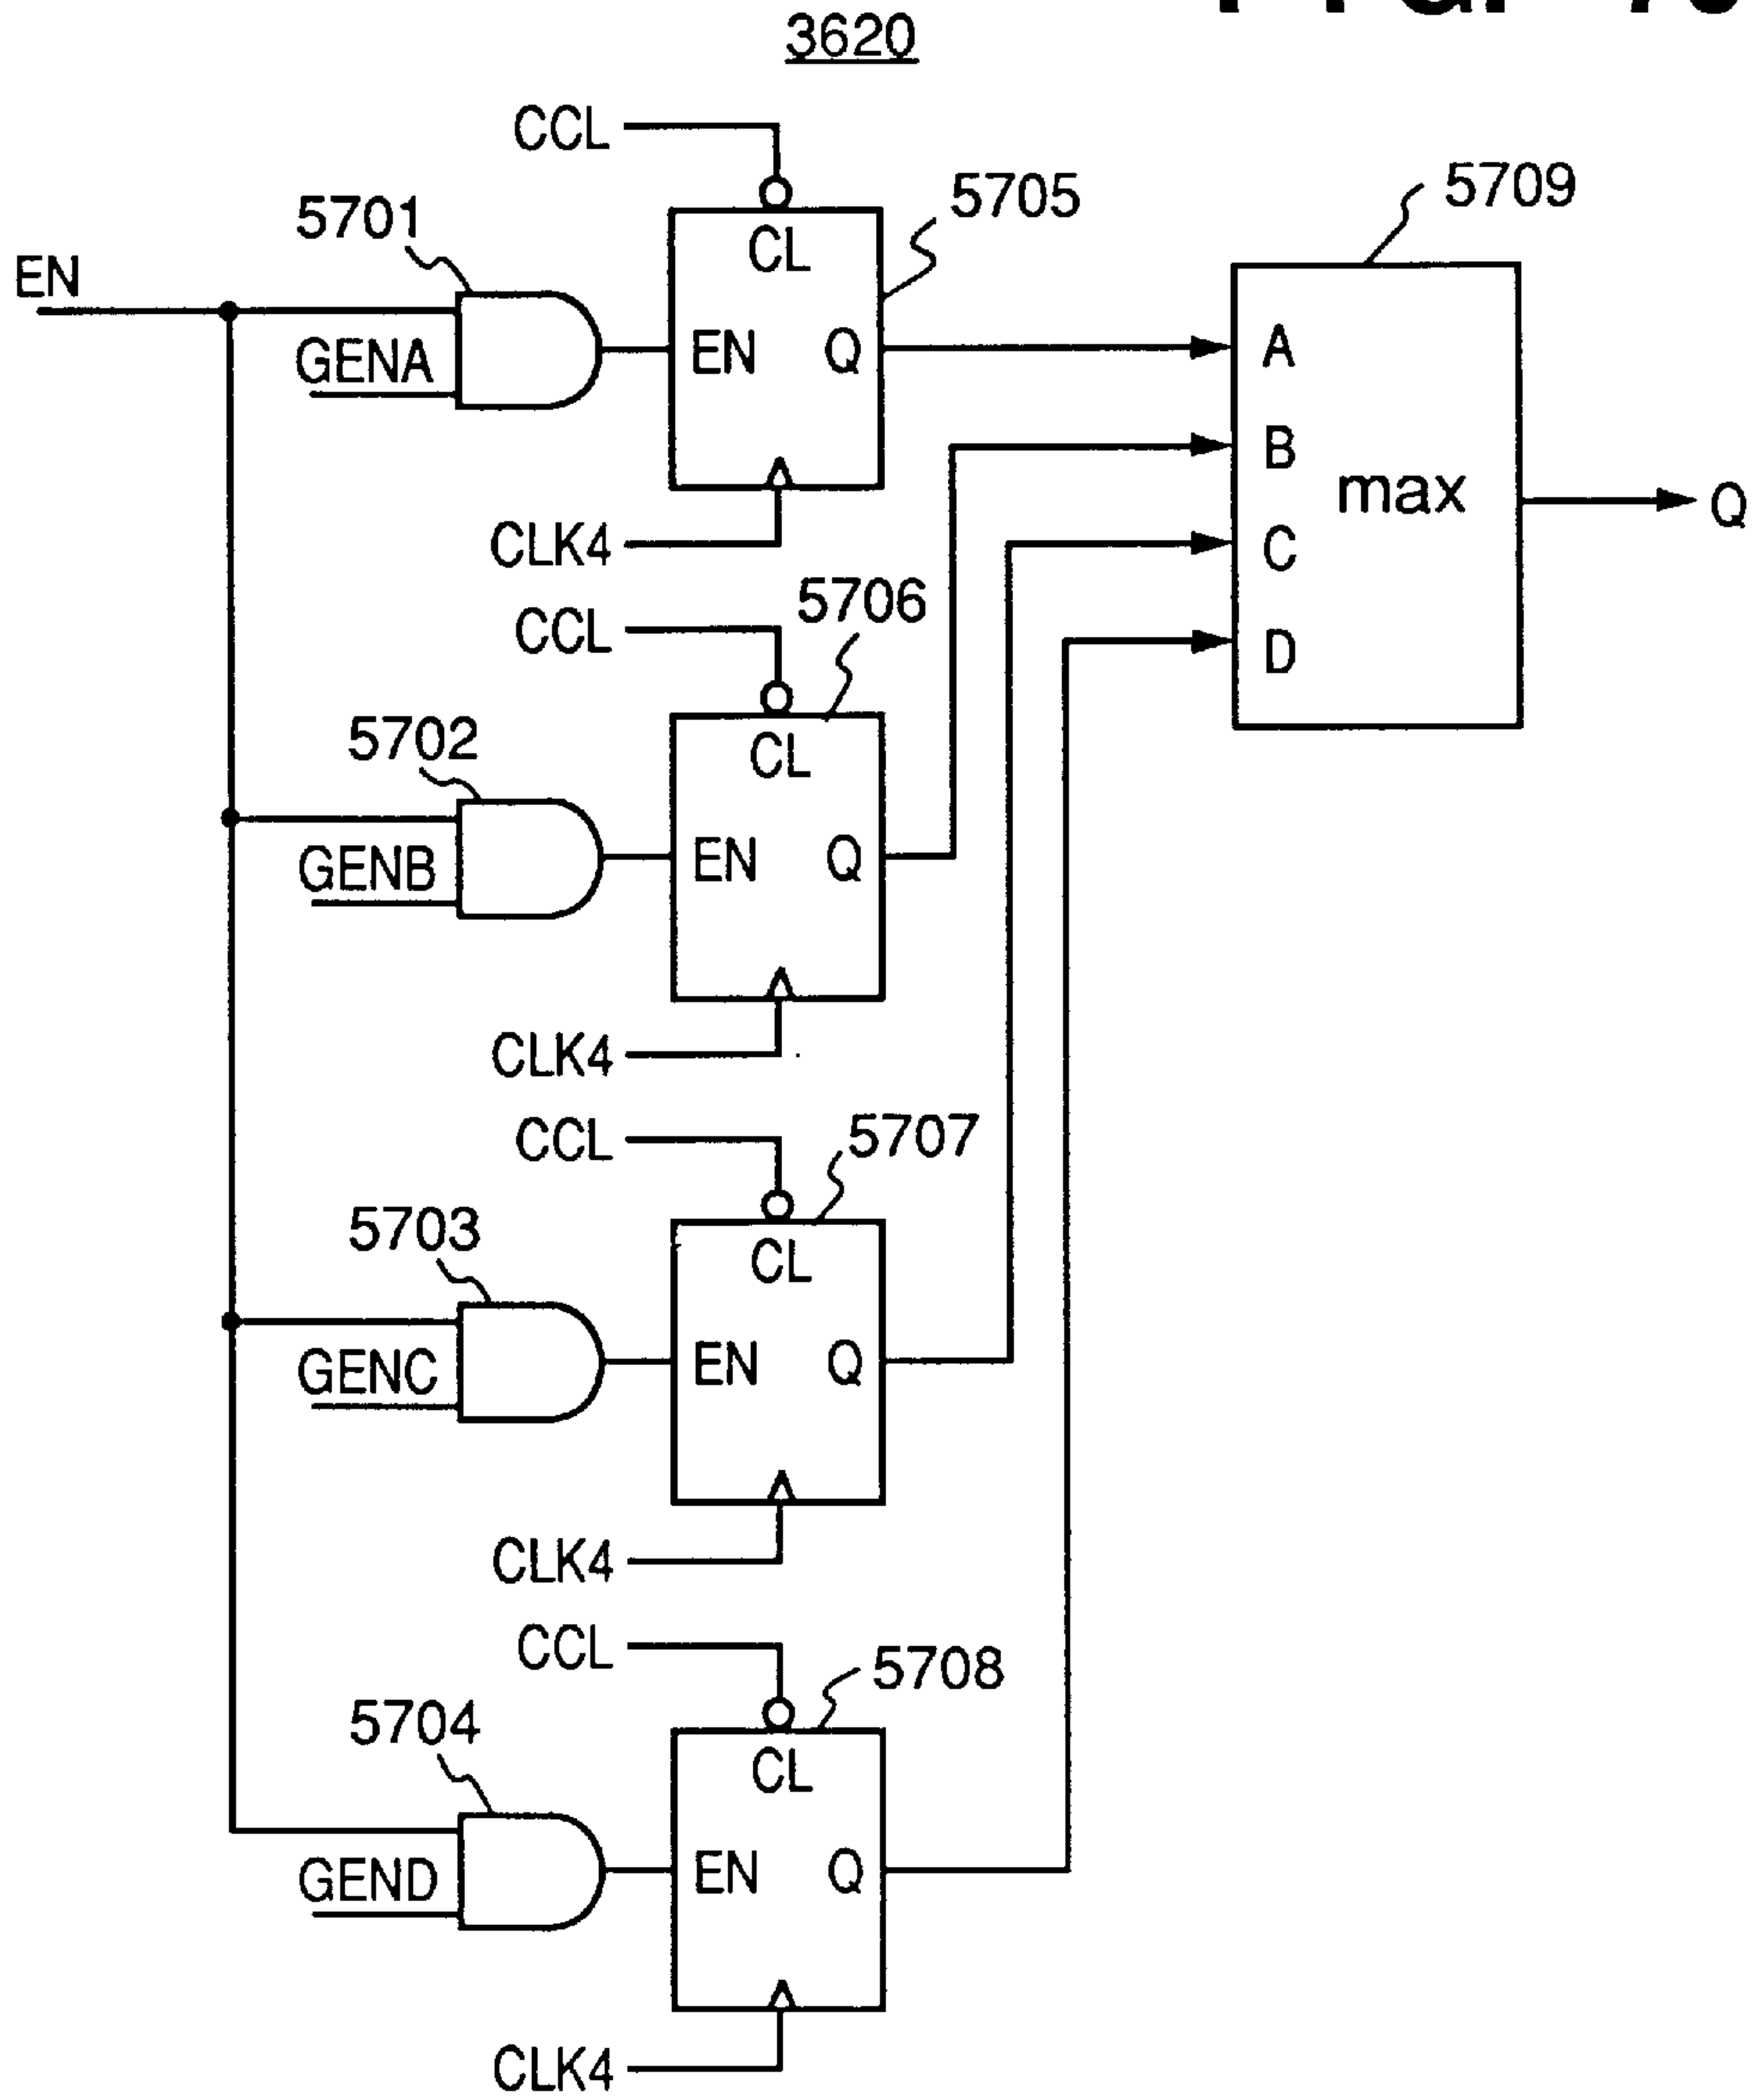 3620
CCL
5701
5705
5709
EN
CL
GENA
EN
Q
A
B
max
C
D
Q
CLK4
5706
CCL
5702
CL
GENB
EN
Q
CLK4
CCL
5707
5703
CL
GENC
EN
Q
CLK4
CCL
5708
5704
CL
GEND
EN
Q
CLK4